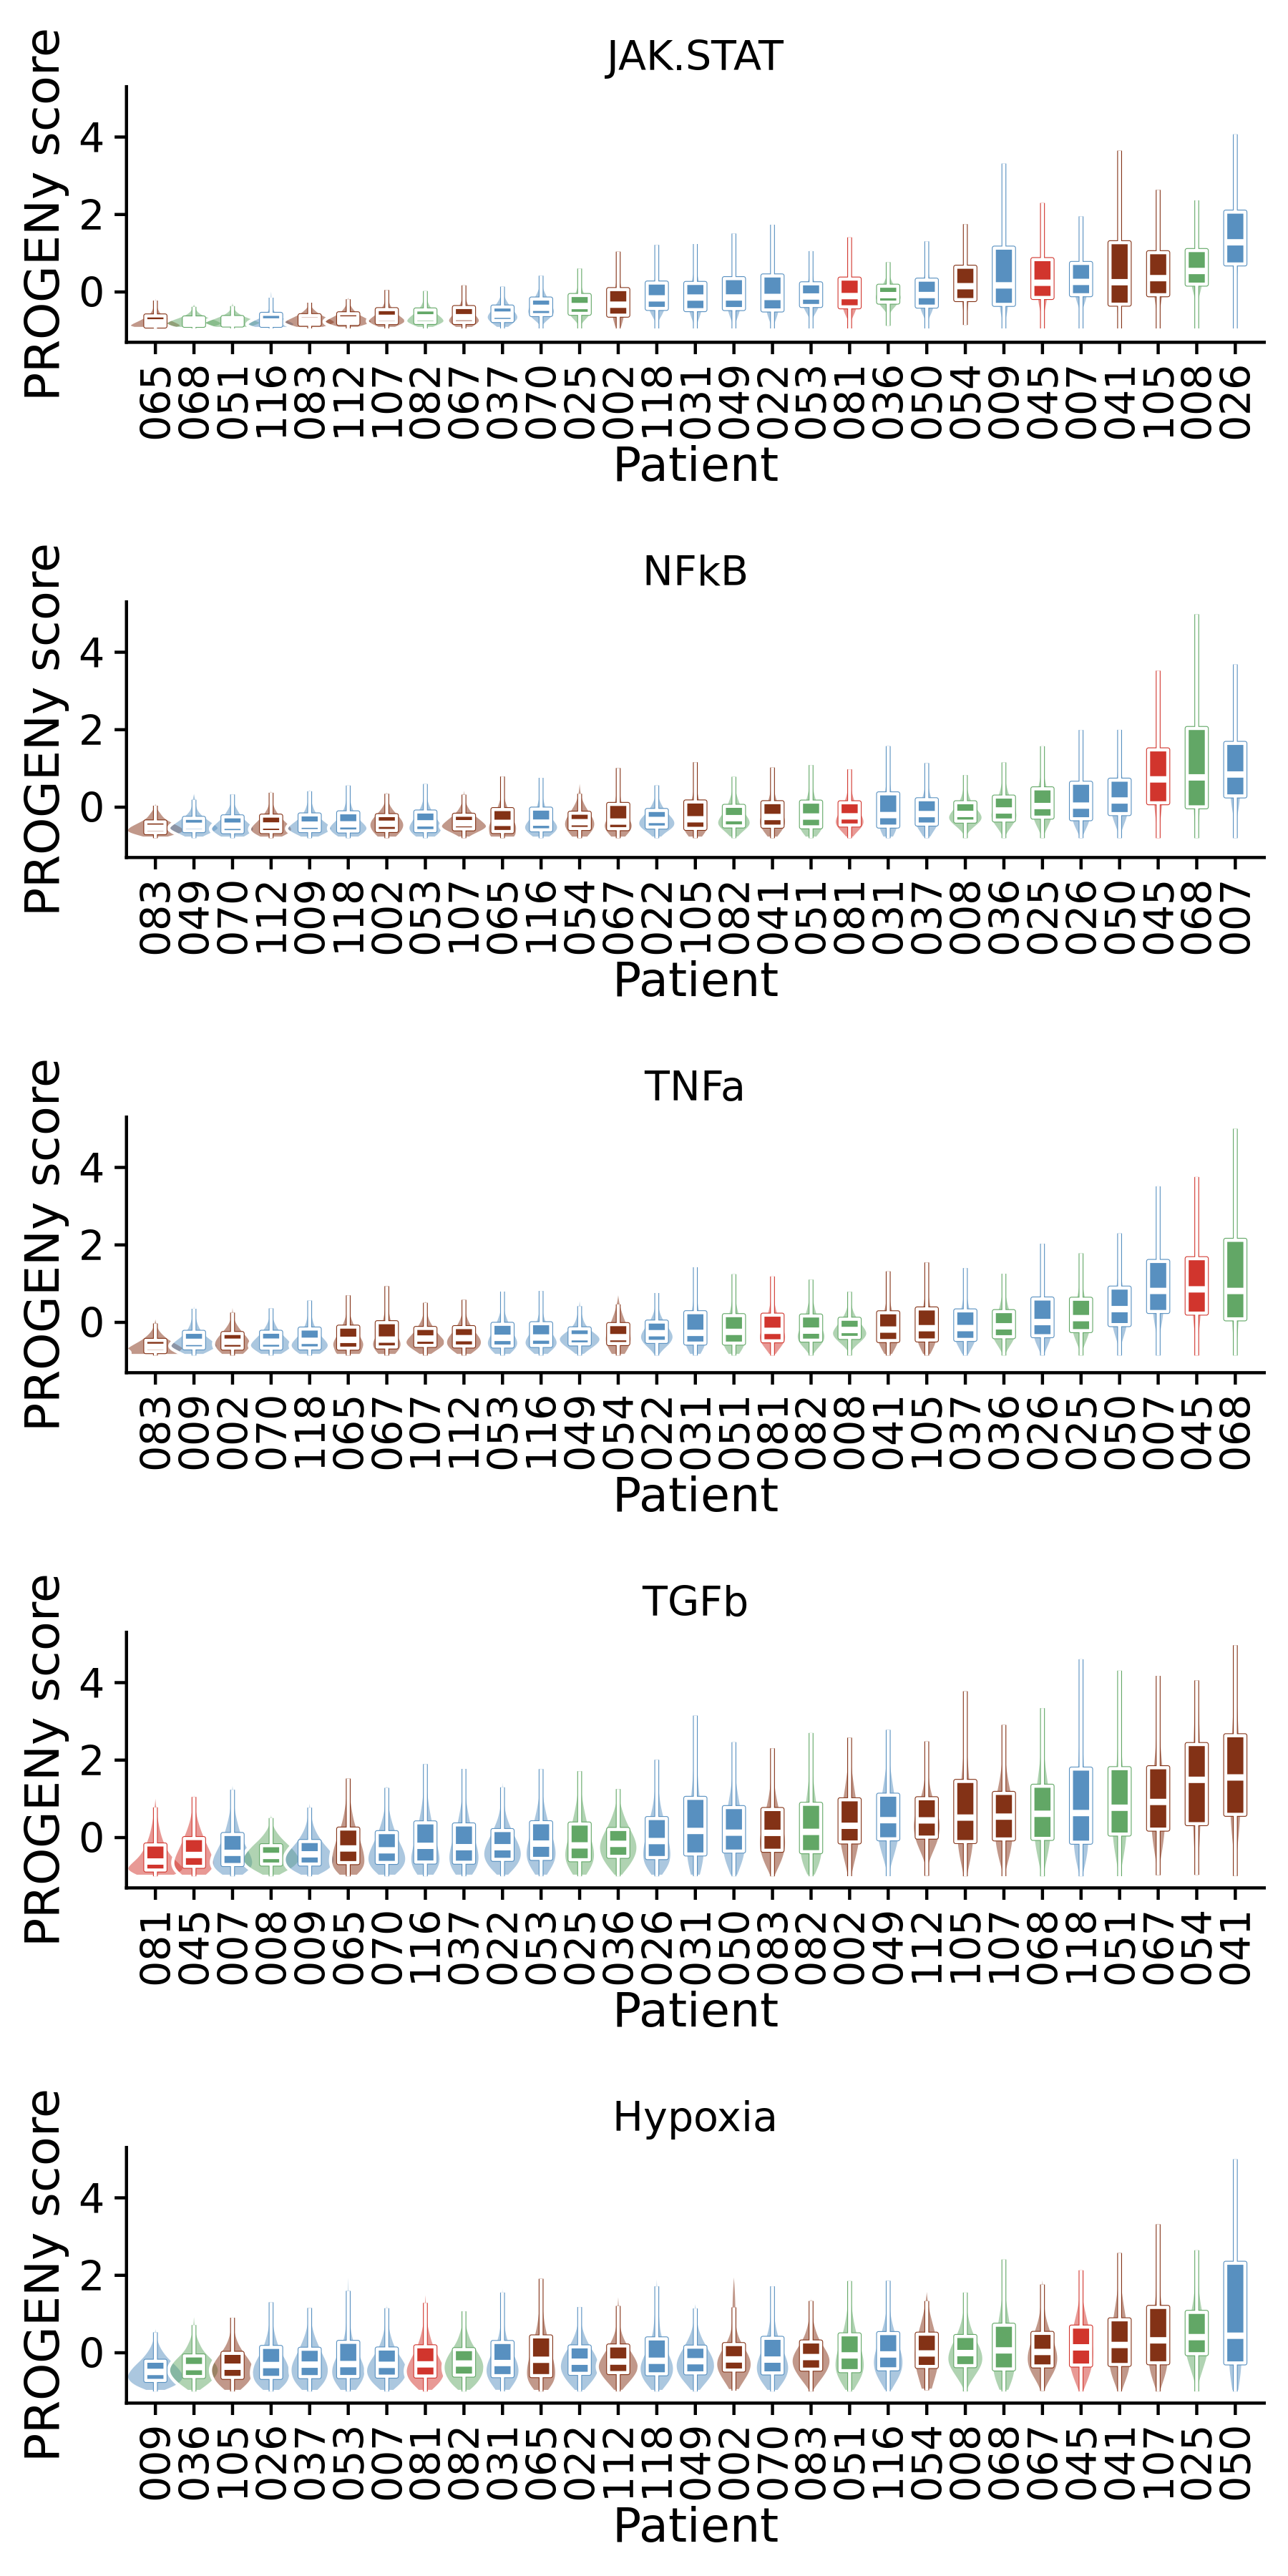 JAK.STAT
PROGENy score
4
2
0
065 068 051 116 083 112 107 082 067 037 070 025 002 118 031 049 022 053 081 036 050 054 009 045 007 041 105 008 026
Patient
NFkB
PROGENy score
4
2
0
083 049 070 112 009 118 002 053 107 065 116 054 067 022 105 082 041 051 081 031 037 008 036 025 026 050 045 068 007
Patient
TNFa
PROGENy score
4
2
0
083 009 002 070 118 065 067 107 112 053 116 049 054 022 031 051 081 082 008 041 105 037 036 026 025 050 007 045 068
Patient
TGFb
PROGENy score
4
2
0
081 045 007 008 009 065 070 116 037 022 053 025 036 026 031 050 083 082 002 049 112 105 107 068 118 051 067 054 041
Patient
Hypoxia
PROGENy score
4
2
0
009 036 105 026 037 053 007 081 082 031 065 022 112 118 049 002 070 083 051 116 054 008 068 067 045 041 107 025 050
Patient